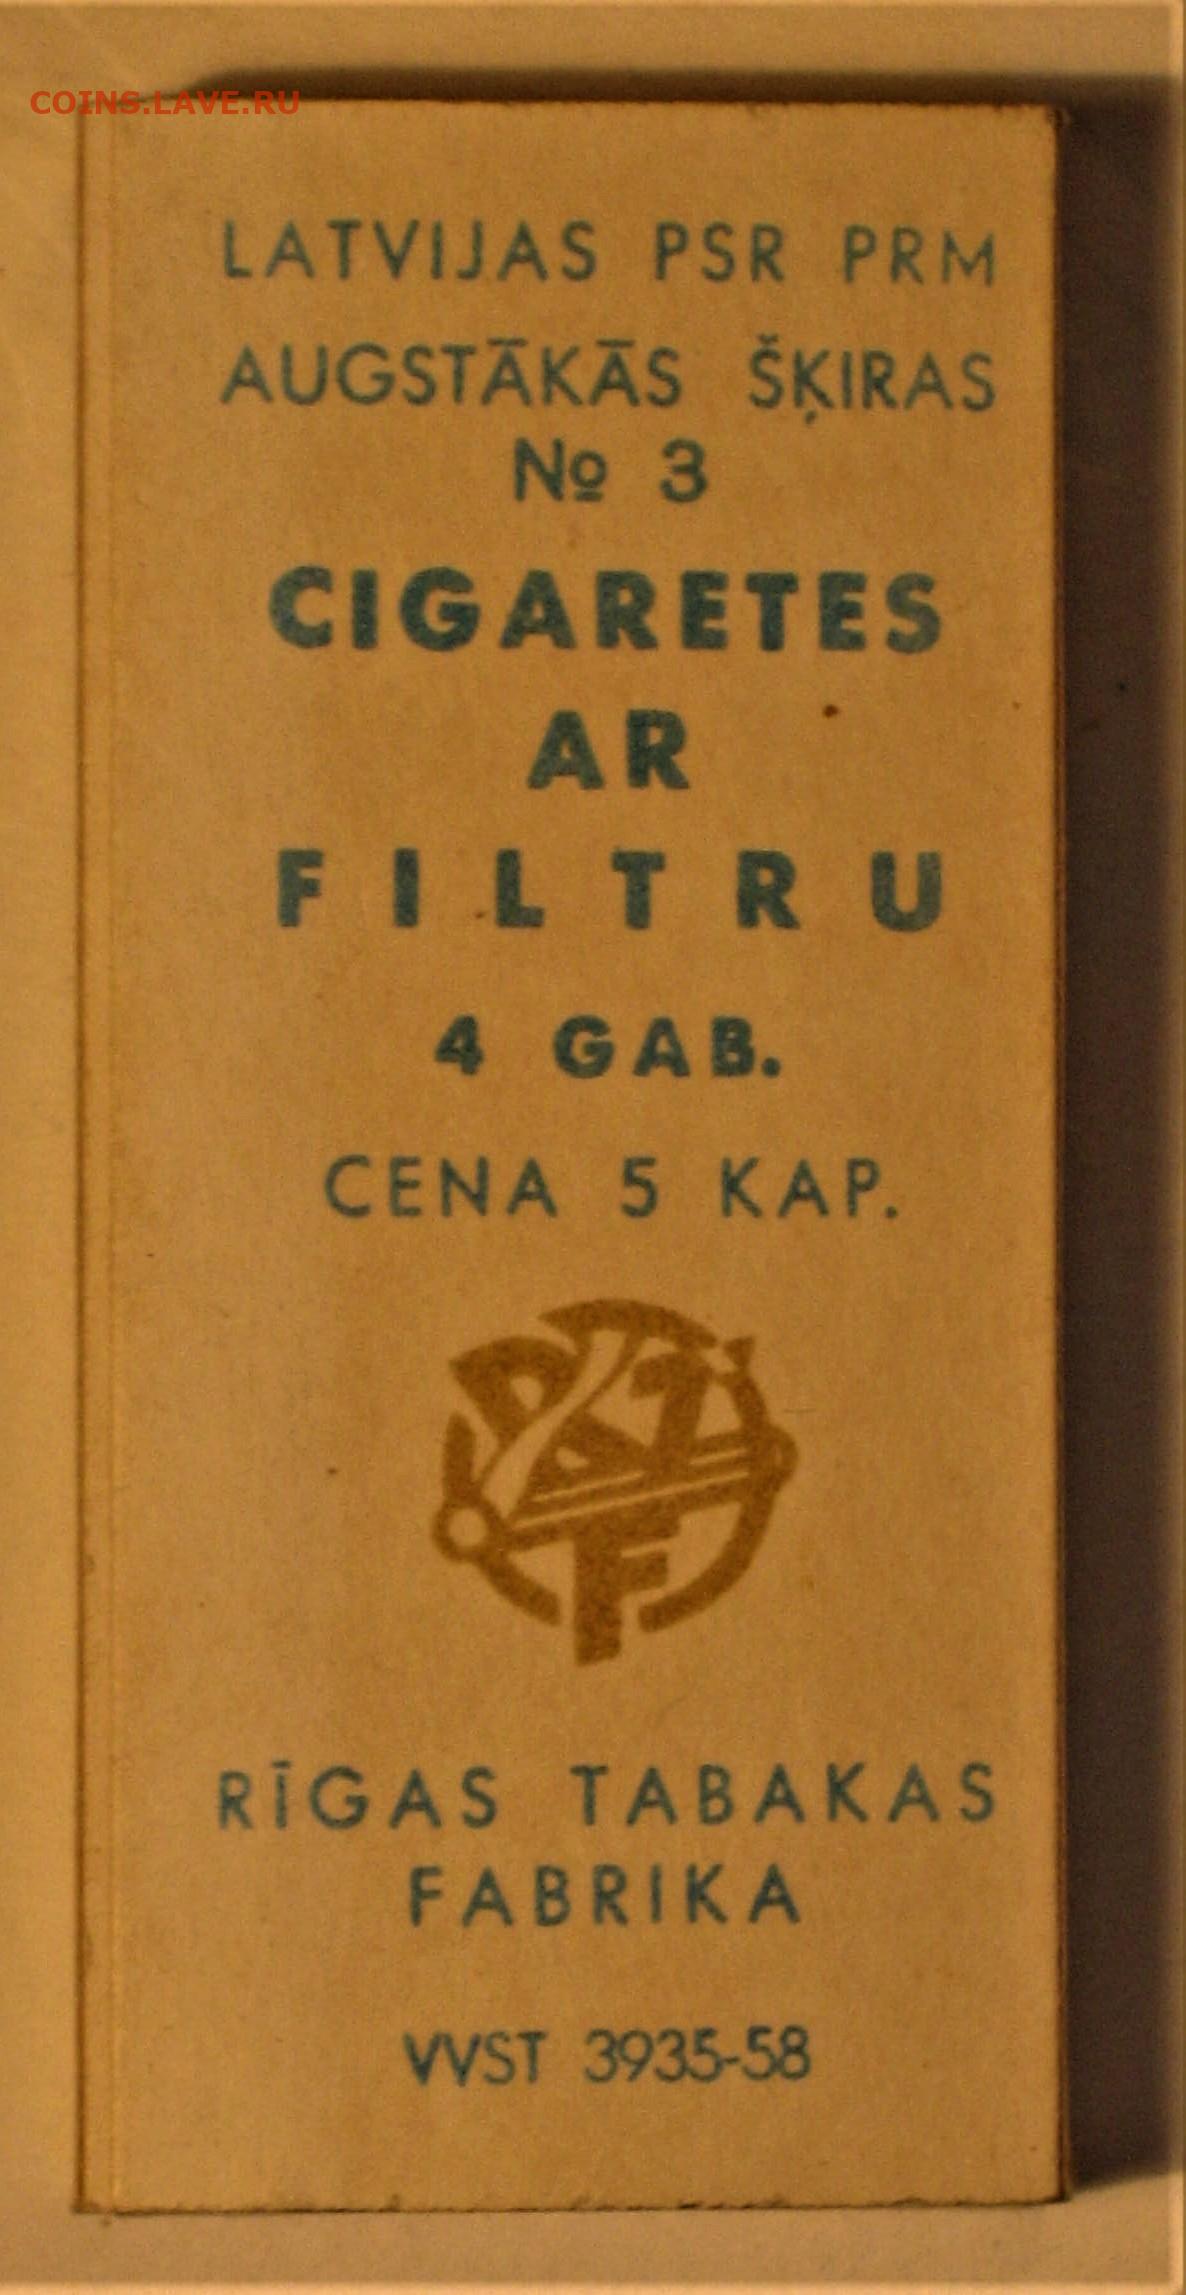 COINS.LAVE.RU
LATVIJAS PSR PRM
AUGSTĀKĀS ŠĶIRAS
№ 3
CIGARETES
AR
FILTRU
4 GAB.
CENA 5 KAP.
RTF
RĪGAS TABAKAS
FABRIKA
VVST 3935-58